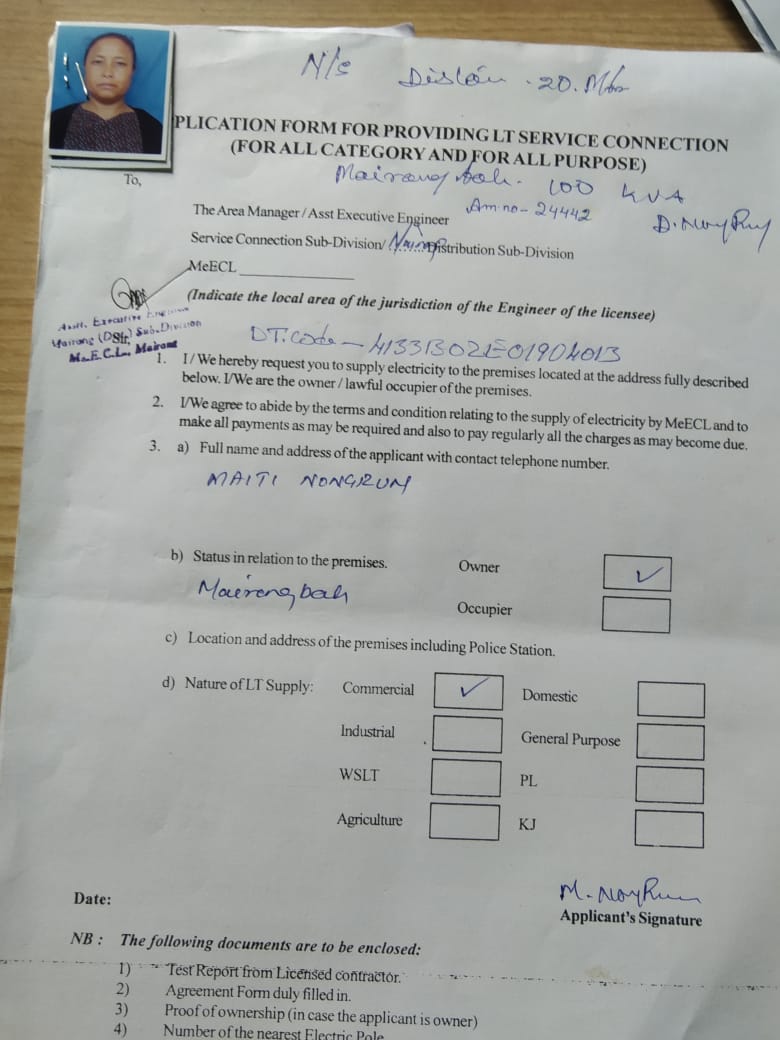 N/S Distan . 20. Mts
PLICATION FORM FOR PROVIDING LT SERVICE CONNECTION
(FOR ALL CATEGORY AND FOR ALL PURPOSE)
Mairangbah. 100 KVA
To,
Am.no- 24442
The Area Manager / Asst Executive Engineer
Service Connection Sub-Division/ Distribution Sub-Division
MeECL
(Indicate the local area of the jurisdiction of the Engineer of the licensee)
Asstt. Executive Engineer
Mairang (Dstr,) Sub-Division
M.E.C.L. Mairang
DT. Code - 413313021E01904013
1. I / We hereby request you to supply electricity to the premises located at the address fully described
below. I/We are the owner / lawful occupier of the premises.
2. I/We agree to abide by the terms and condition relating to the supply of electricity by MeECL and to
make all payments as may be required and also to pay regularly all the charges as may become due.
3. a) Full name and address of the applicant with contact telephone number.
MAITI NONGRUM
b) Status in relation to the premises. Owner ✓
Mairangbah
Occupier
c) Location and address of the premises including Police Station.
d) Nature of LT Supply: Commercial ✓ Domestic
Industrial General Purpose
WSLT PL
Agriculture KJ
Date:
Applicant's Signature
NB : The following documents are to be enclosed:
1) Test Report from Licensed contractor.
2) Agreement Form duly filled in.
3) Proof of ownership (in case the applicant is owner)
4) Number of the nearest Electric Pole